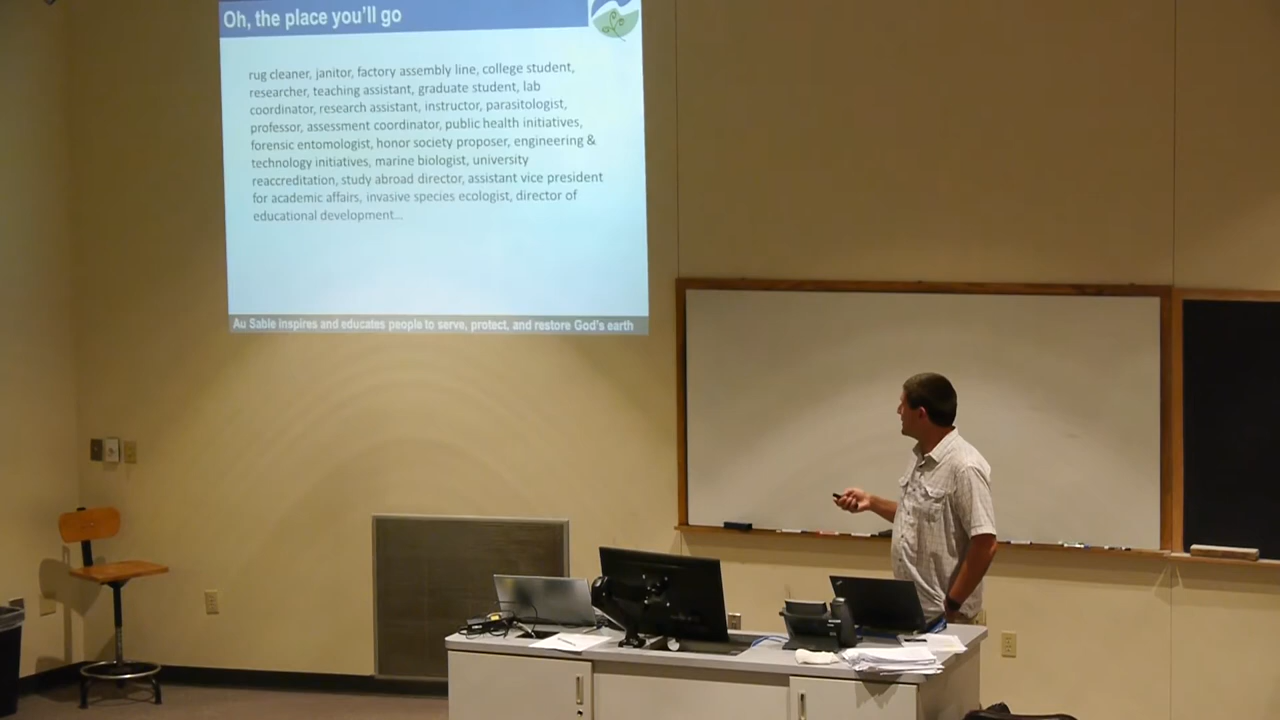 Oh, the place you'll go
rug cleaner, janitor, factory assembly line, college student,
researcher, teaching assistant, graduate student, lab
coordinator, research assistant, instructor, parasitologist,
professor, assessment coordinator, public health initiatives,
forensic entomologist, honor society proposer, engineering &
technology initiatives, marine biologist, university
reaccreditation, study abroad director, assistant vice president
for academic affairs, invasive species ecologist, director of
educational development...
Au Sable inspires and educates people to serve, protect, and restore God's earth